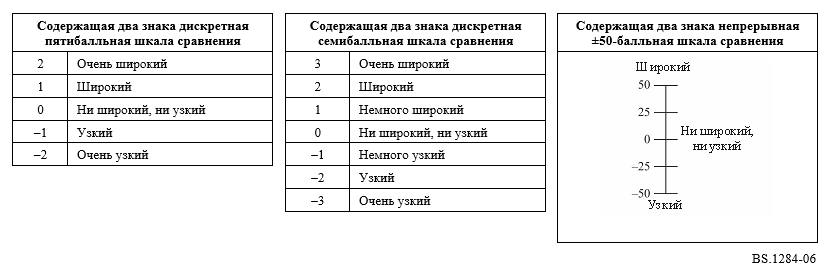 Содержащая два знака дискретная
пятибалльная шкала сравнения
2 Очень широкий
1 Широкий
0 Ни широкий, ни узкий
–1 Узкий
–2 Очень узкий
Содержащая два знака дискретная
семибалльная шкала сравнения
3 Очень широкий
2 Широкий
1 Немного широкий
0 Ни широкий, ни узкий
–1 Немного узкий
–2 Узкий
–3 Очень узкий
Содержащая два знака непрерывная
±50-балльная шкала сравнения
Широкий
50
25
0 Ни широкий,
ни узкий
–25
–50
Узкий
BS.1284-06